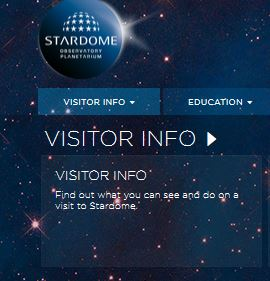 STARDOME
OBSERVATORY
PLANETARIUM
VISITOR INFO EDUCATION
VISITOR INFO
VISITOR INFO
Find out what you can see and do on a
visit to Stardome.